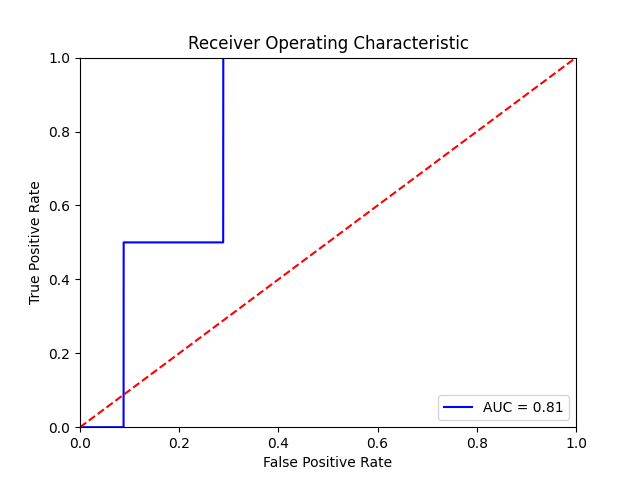 Receiver Operating Characteristic
1.0
0.8
0.6
0.4
0.2
0.0
True Positive Rate
AUC = 0.81
0.0 0.2 0.4 0.6 0.8 1.0
False Positive Rate